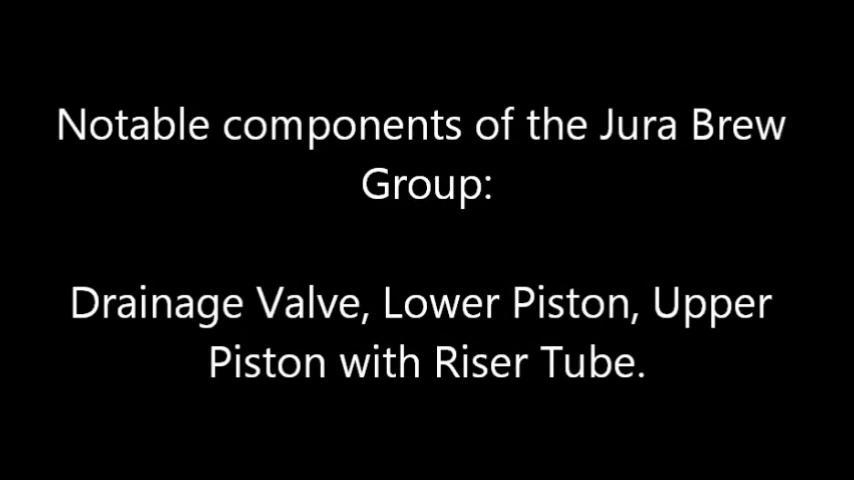 Notable components of the Jura Brew
Group:
Drainage Valve, Lower Piston, Upper
Piston with Riser Tube.